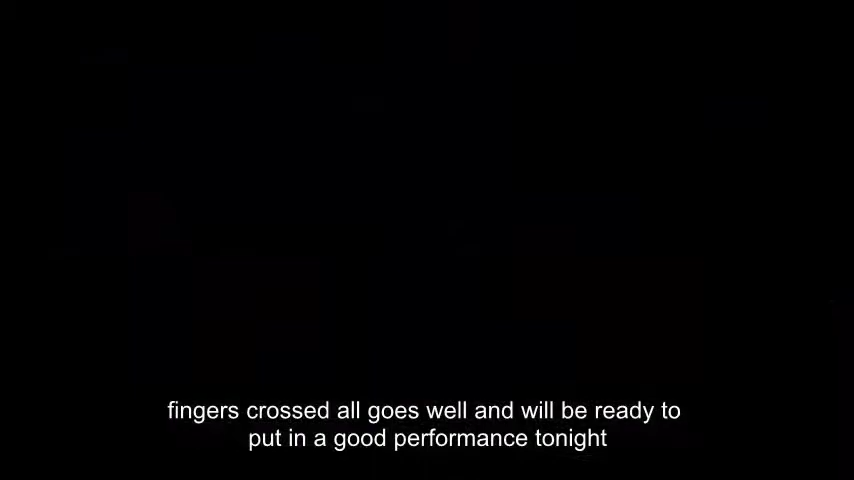 fingers crossed all goes well and will be ready to
put in a good performance tonight